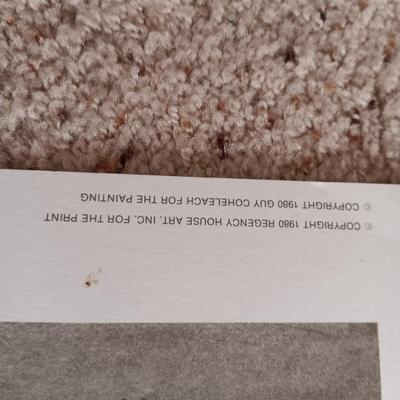 © COPYRIGHT 1980 REGENCY HOUSE ART, INC. FOR THE PRINT
© COPYRIGHT 1980 GUY COHELEACH FOR THE PAINTING